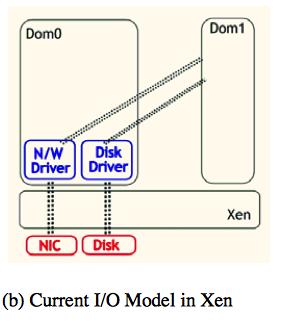 Dom0
Dom1
N/W
Driver
Disk
Driver
Xen
NIC
Disk
(b) Current I/O Model in Xen